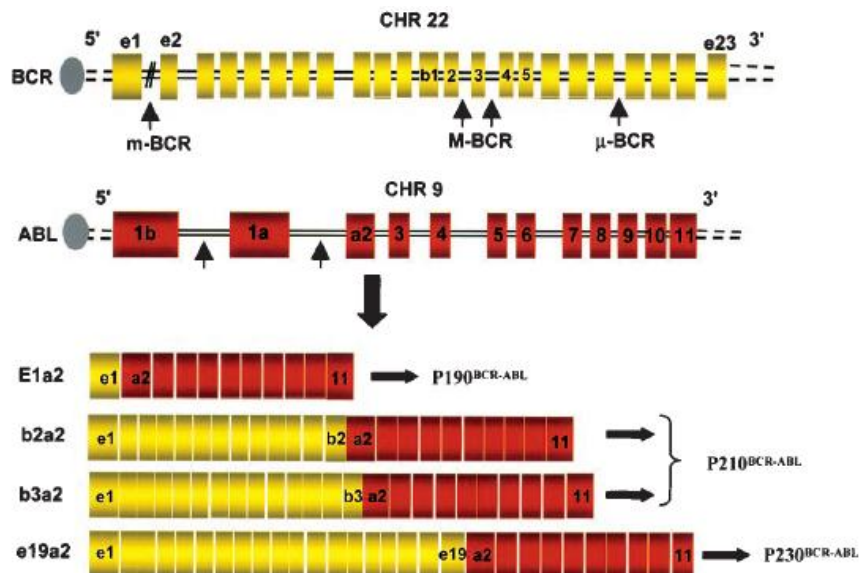 CHR 22
5' e1 e2 e23 3'
BCR b1 2 3 4 5
m-BCR M-BCR μ-BCR
CHR 9
5' 3'
ABL 1b 1a a2 3 4 5 6 7 8 9 10 11
E1a2 e1 a2 11 P190BCR-ABL
b2a2 e1 b2 a2 11
P210BCR-ABL
b3a2 e1 b3 a2 11
e19a2 e1 e19 a2 11 P230BCR-ABL